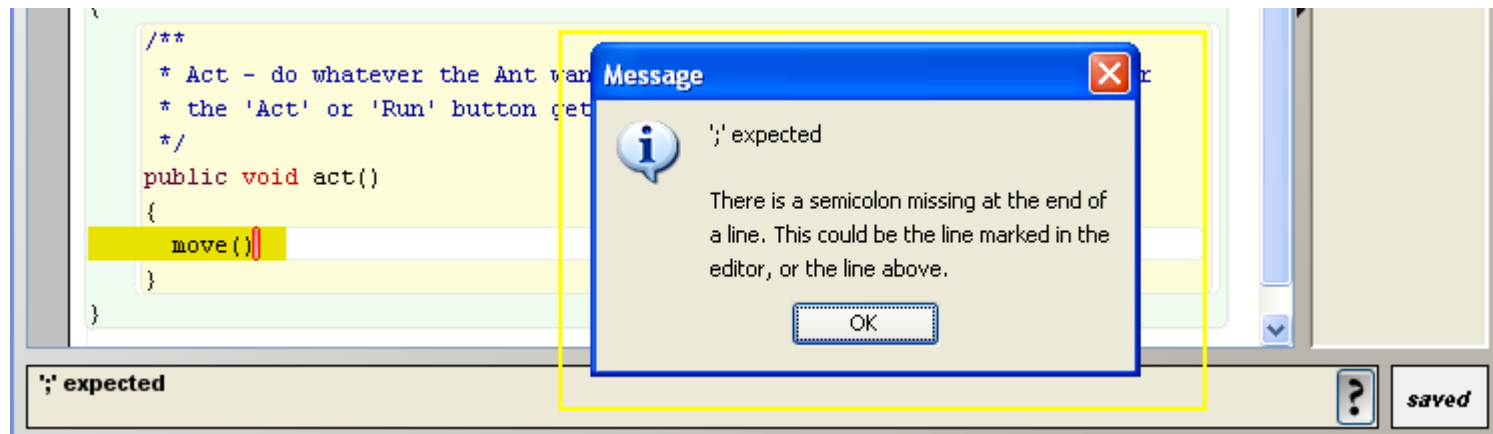 {
/**
* Act - do whatever the Ant wan
r
* the 'Act' or 'Run' button get
*/
public void act()
{
move()
}
}
Message
';' expected
There is a semicolon missing at the end of
a line. This could be the line marked in the
editor, or the line above.
OK
';' expected
?
saved